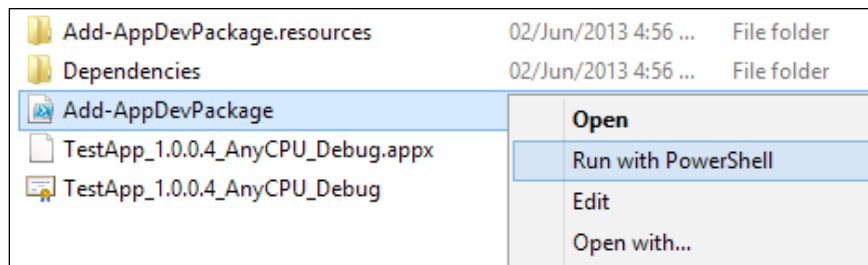 Add-AppDevPackage.resources 02/Jun/2013 4:56 ... File folder
Dependencies 02/Jun/2013 4:56 ... File folder
Add-AppDevPackage
Open
TestApp_1.0.0.4_AnyCPU_Debug.appx
Run with PowerShell
TestApp_1.0.0.4_AnyCPU_Debug
Edit
Open with...